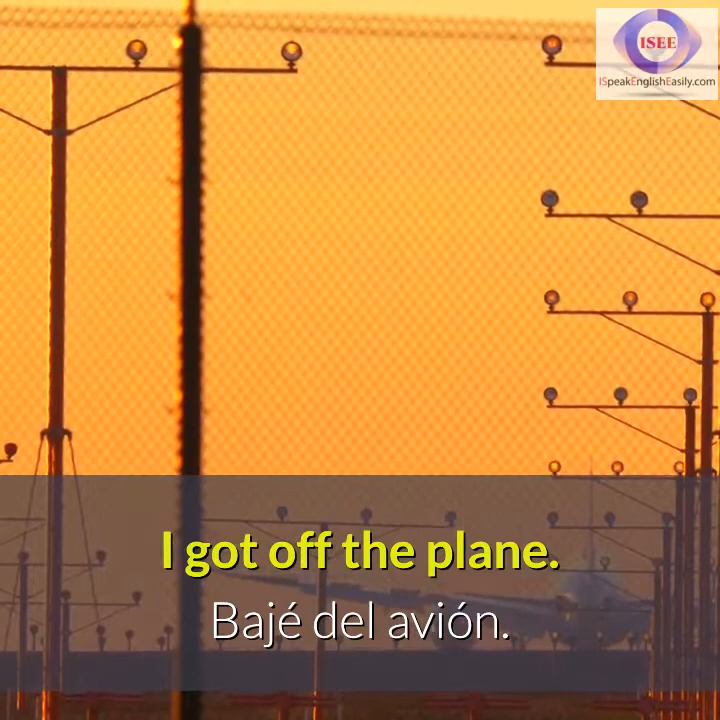 ISEE
ISpeakEnglishEasily.com
I got off the plane.
Bajé del avión.